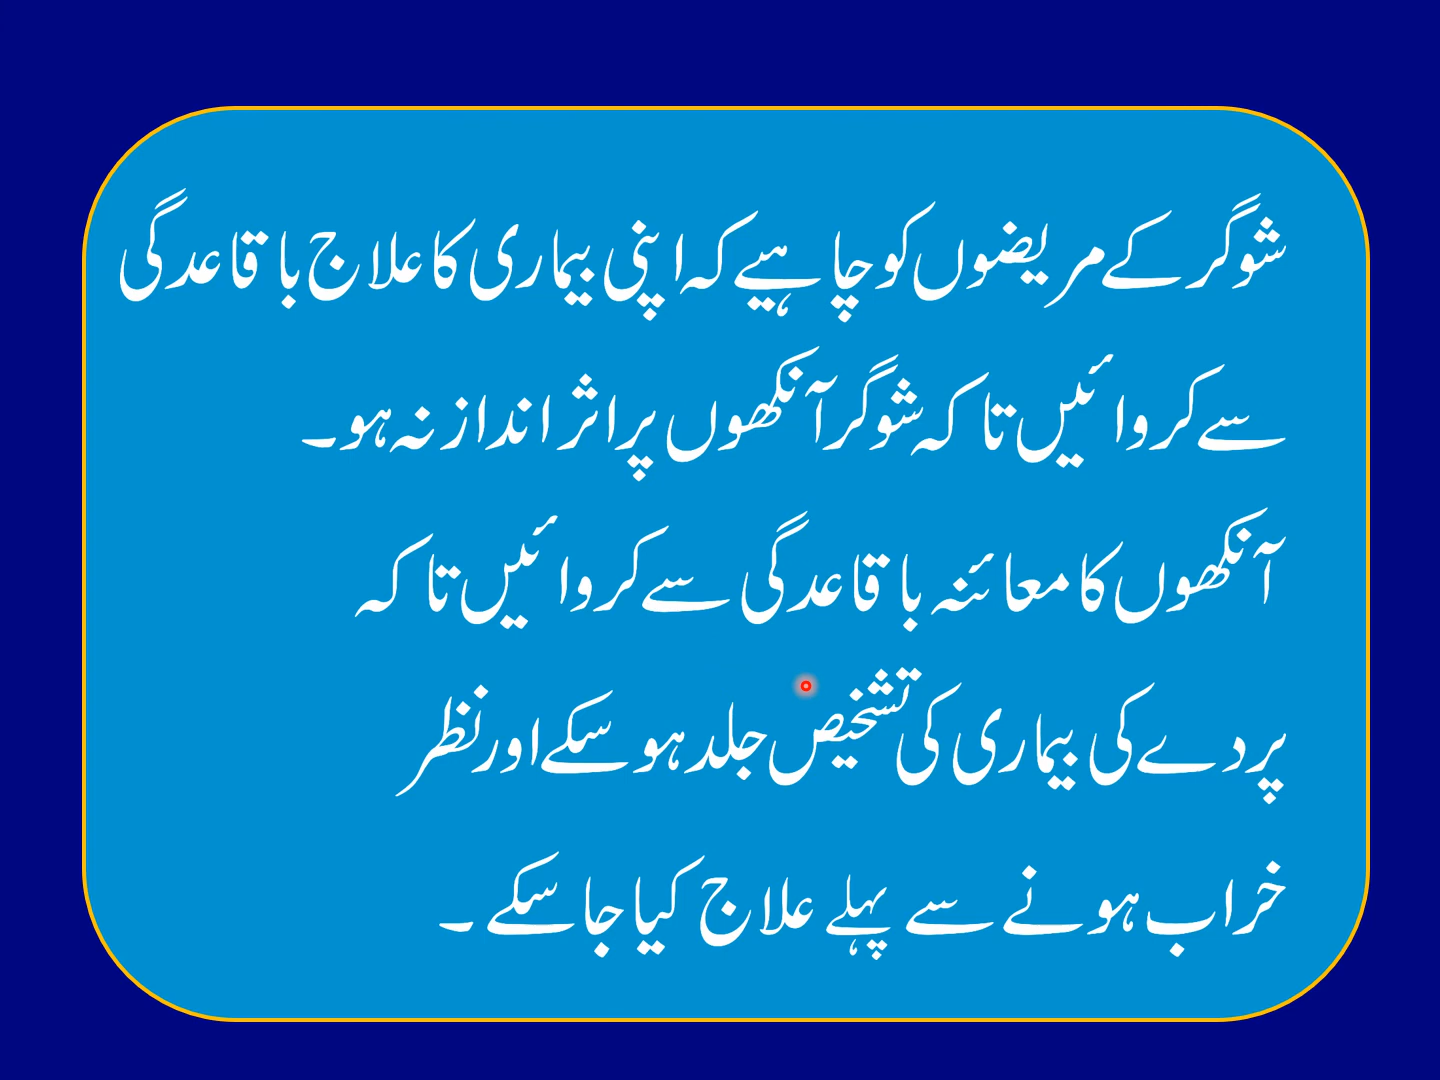 شوگر کے مریضوں کو چاہیے کہ اپنی بیماری کا علاج باقاعدگی
سے کروائیں تاکہ شوگر آنکھوں پر اثر انداز نہ ہو۔
آنکھوں کا معائنہ باقاعدگی سے کروائیں تاکہ
پردے کی بیماری کی تشخیص جلد ہو سکے اور نظر
خراب ہونے سے پہلے علاج کیا جا سکے ۔